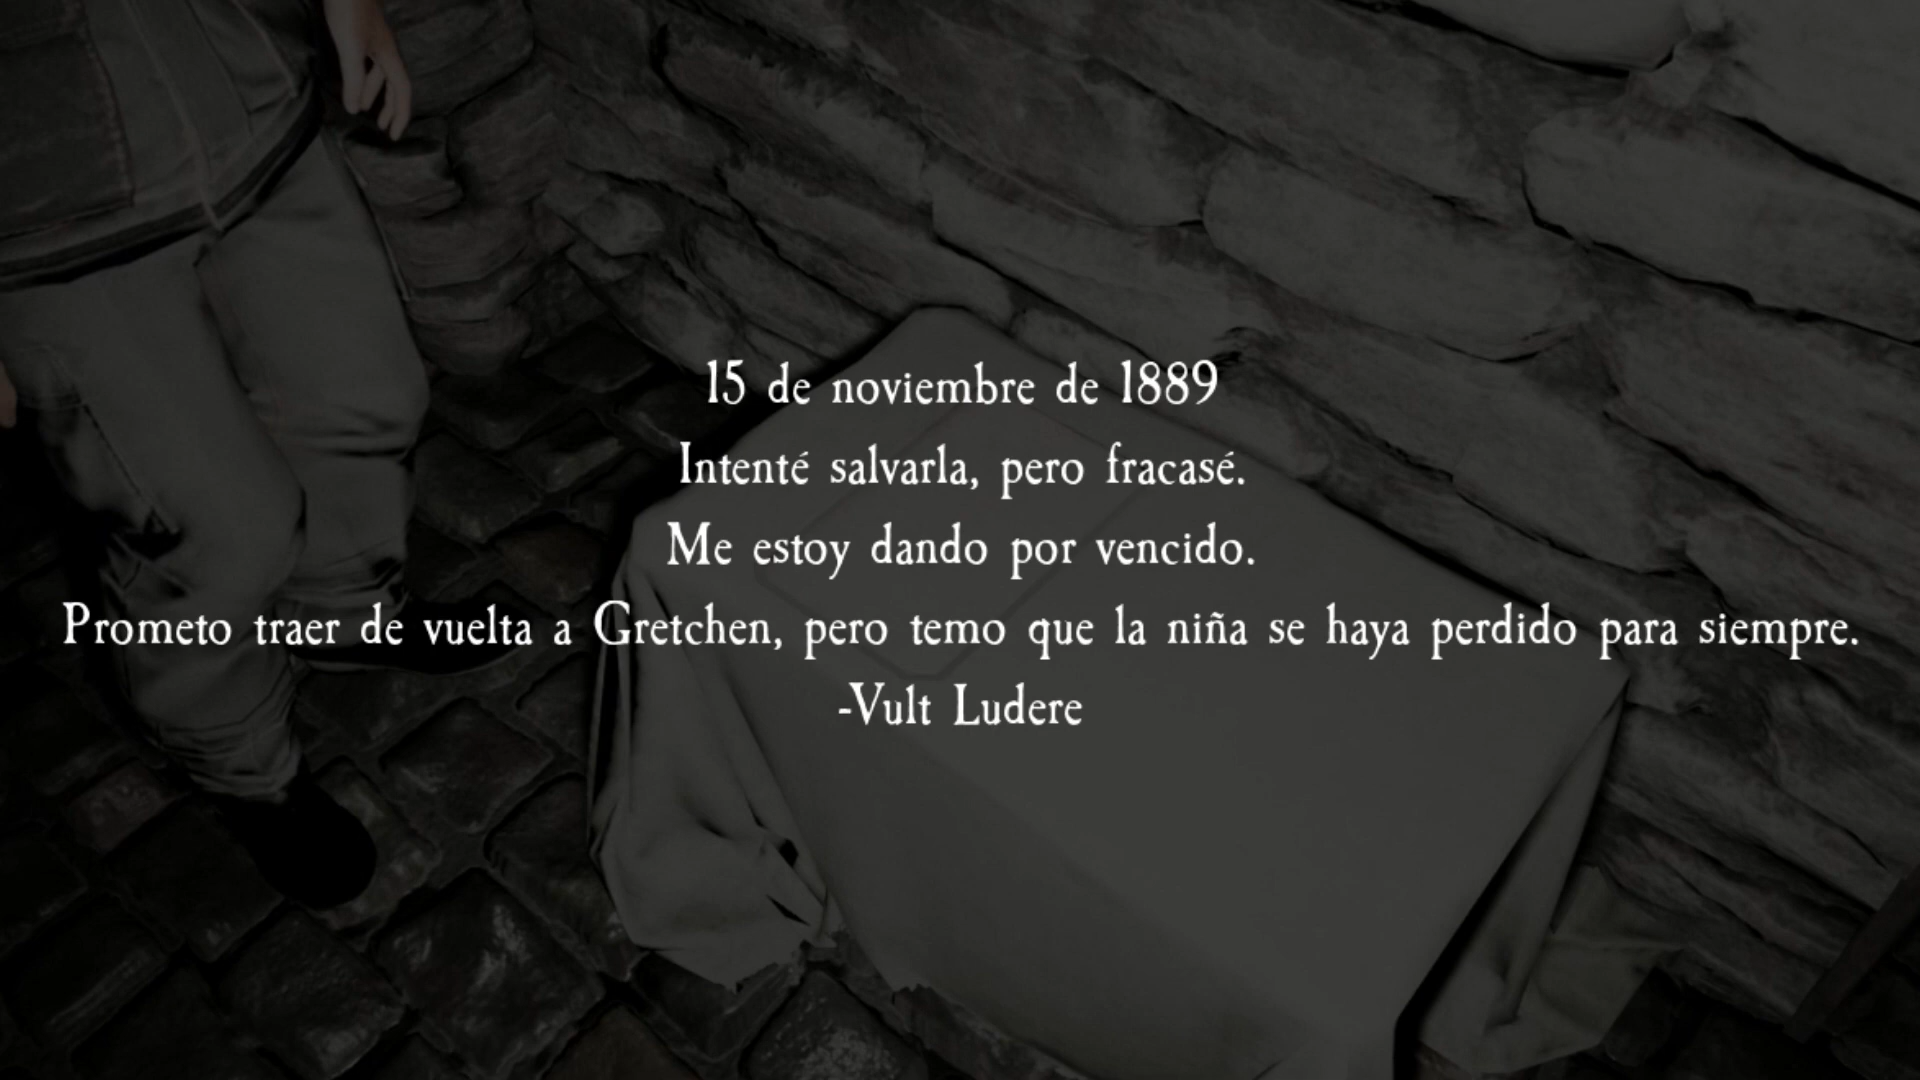 15 de noviembre de 1889
Intenté salvarla, pero fracasé.
Me estoy dando por vencido.
Prometo traer de vuelta a Gretchen, pero temo que la niña se haya perdido para siempre.
-Vult Ludere